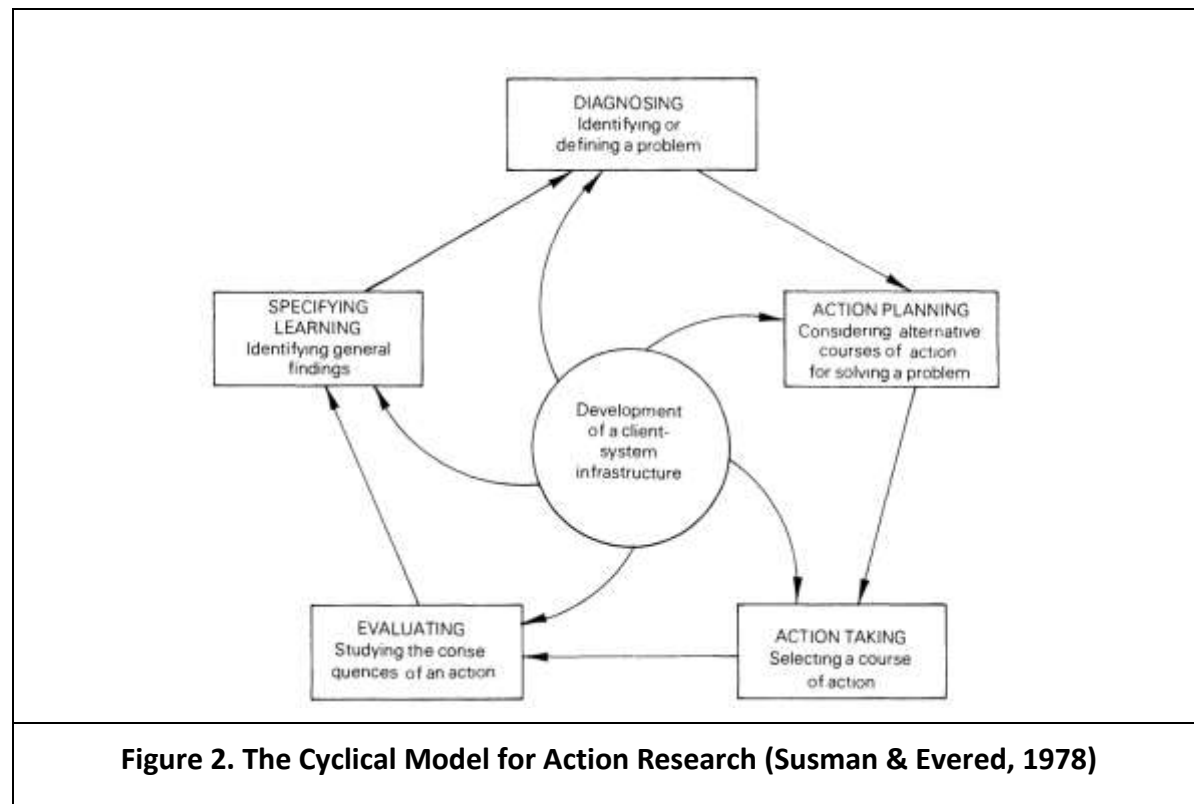 DIAGNOSING
Identifying or
defining a problem
SPECIFYING
LEARNING
Identifying general
findings
ACTION PLANNING
Considering alternative
courses of action
for solving a problem
Development
of a client-
system
infrastructure
EVALUATING
Studying the conse
quences of an action
ACTION TAKING
Selecting a course
of action
Figure 2. The Cyclical Model for Action Research (Susman & Evered, 1978)